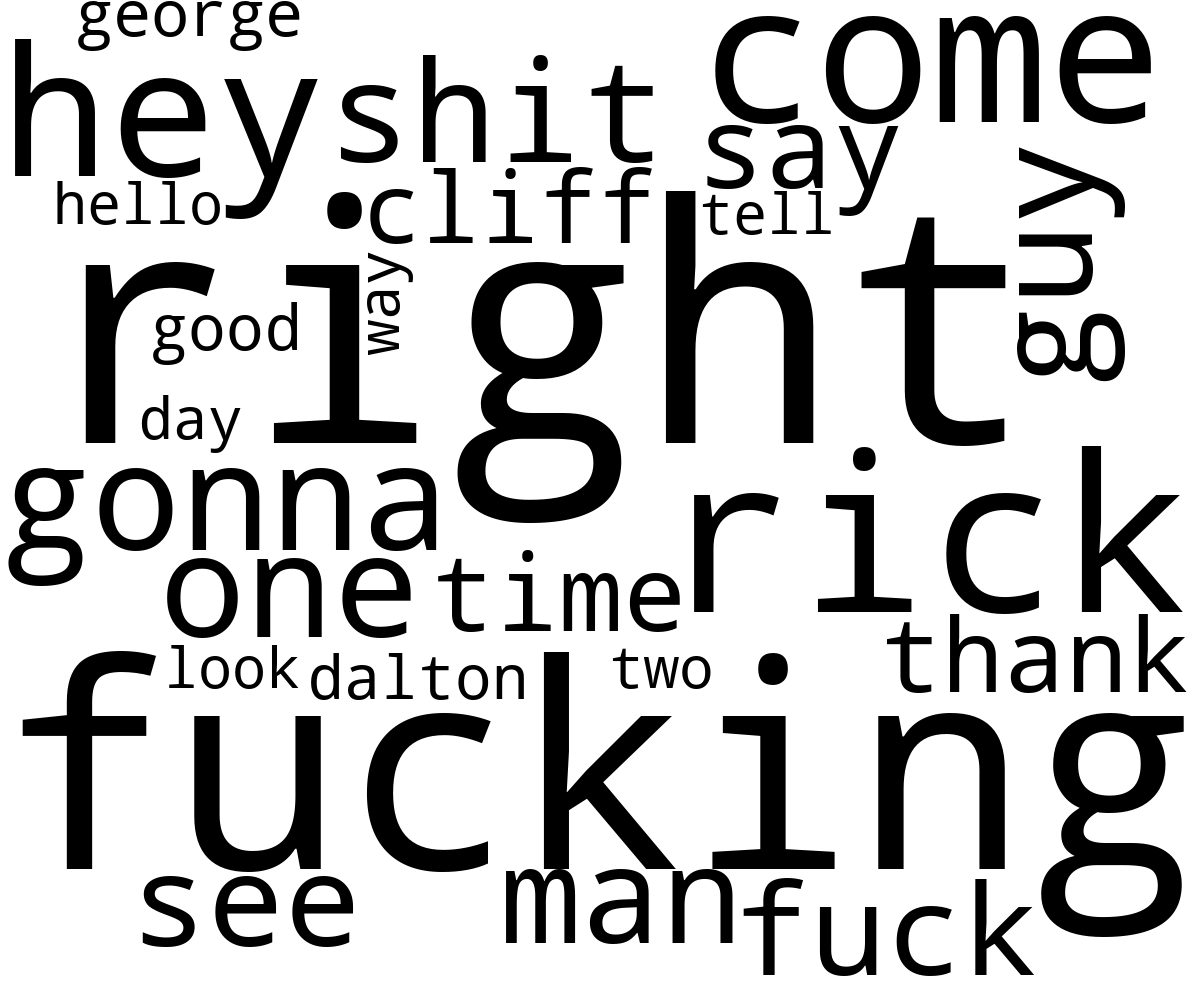 george
come
hey
shit
say
hello
cliff
tell
guy
right
way
good
day
gonna
rick
one
time
thank
look
dalton
two
fucking
see
man
fuck